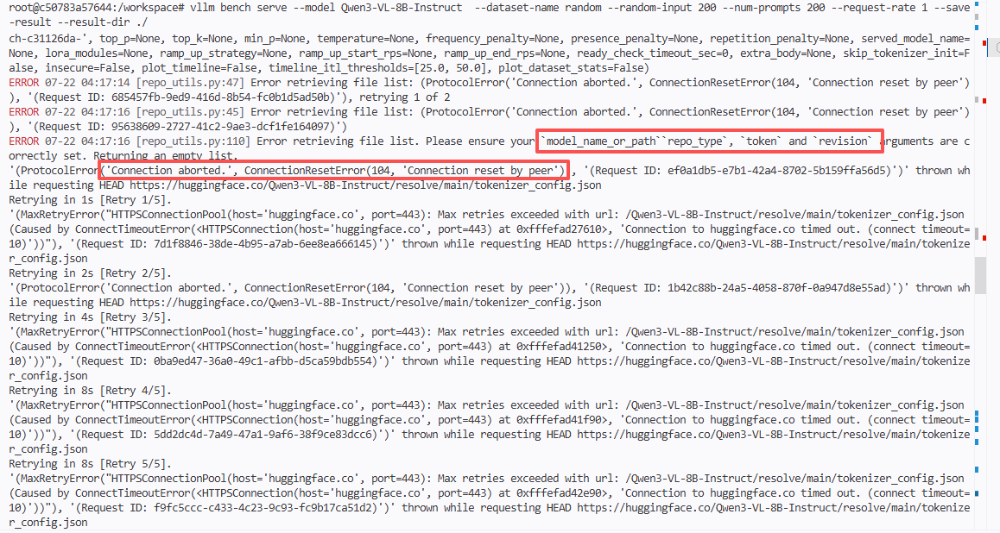 root@c50783a57644:/workspace# vllm bench serve --model Qwen3-VL-8B-Instruct  --dataset-name random --random-input 200 --num-prompts 200 --request-rate 1 --save
-result --result-dir ./
ch-c31126da-', top_p=None, top_k=None, min_p=None, temperature=None, frequency_penalty=None, presence_penalty=None, repetition_penalty=None, served_model_name=
None, lora_modules=None, ramp_up_strategy=None, ramp_up_start_rps=None, ramp_up_end_rps=None, ready_check_timeout_sec=0, extra_body=None, skip_tokenizer_init=F
alse, insecure=False, plot_timeline=False, timeline_itl_thresholds=[25.0, 50.0], plot_dataset_stats=False)
ERROR 07-22 04:17:14 [repo_utils.py:47] Error retrieving file list: (ProtocolError('Connection aborted.', ConnectionResetError(104, 'Connection reset by peer')
), '(Request ID: 685457fb-9ed9-416d-8b54-fc0b1d5ad50b)'), retrying 1 of 2
ERROR 07-22 04:17:16 [repo_utils.py:45] Error retrieving file list: (ProtocolError('Connection aborted.', ConnectionResetError(104, 'Connection reset by peer')
), '(Request ID: 95638609-2727-41c2-9ae3-dcf1fe164097)')
ERROR 07-22 04:17:16 [repo_utils.py:110] Error retrieving file list. Please ensure your `model_name_or_path``repo_type`, `token` and `revision` arguments are c
orrectly set. Returning an empty list.
'(ProtocolError('Connection aborted.', ConnectionResetError(104, 'Connection reset by peer')), '(Request ID: ef0a1db5-e7b1-42a4-8702-5b159ffa56d5)')' thrown wh
ile requesting HEAD https://huggingface.co/Qwen3-VL-8B-Instruct/resolve/main/tokenizer_config.json
Retrying in 1s [Retry 1/5].
'(MaxRetryError("HTTPSConnectionPool(host='huggingface.co', port=443): Max retries exceeded with url: /Qwen3-VL-8B-Instruct/resolve/main/tokenizer_config.json
(Caused by ConnectTimeoutError(<HTTPSConnection(host='huggingface.co', port=443) at 0xfffefad27610>, 'Connection to huggingface.co timed out. (connect timeout=
10)'))"), '(Request ID: 7d1f8846-38de-4b95-a7ab-6ee8ea666145)')' thrown while requesting HEAD https://huggingface.co/Qwen3-VL-8B-Instruct/resolve/main/tokenize
r_config.json
Retrying in 2s [Retry 2/5].
'(ProtocolError('Connection aborted.', ConnectionResetError(104, 'Connection reset by peer')), '(Request ID: 1b42c88b-24a5-4058-870f-0a947d8e55ad)')' thrown wh
ile requesting HEAD https://huggingface.co/Qwen3-VL-8B-Instruct/resolve/main/tokenizer_config.json
Retrying in 4s [Retry 3/5].
'(MaxRetryError("HTTPSConnectionPool(host='huggingface.co', port=443): Max retries exceeded with url: /Qwen3-VL-8B-Instruct/resolve/main/tokenizer_config.json
(Caused by ConnectTimeoutError(<HTTPSConnection(host='huggingface.co', port=443) at 0xfffefad41250>, 'Connection to huggingface.co timed out. (connect timeout=
10)'))"), '(Request ID: 0ba9ed47-36a0-49c1-afbb-d5ca59bdb554)')' thrown while requesting HEAD https://huggingface.co/Qwen3-VL-8B-Instruct/resolve/main/tokenize
r_config.json
Retrying in 8s [Retry 4/5].
'(MaxRetryError("HTTPSConnectionPool(host='huggingface.co', port=443): Max retries exceeded with url: /Qwen3-VL-8B-Instruct/resolve/main/tokenizer_config.json
(Caused by ConnectTimeoutError(<HTTPSConnection(host='huggingface.co', port=443) at 0xfffefad41f90>, 'Connection to huggingface.co timed out. (connect timeout=
10)'))"), '(Request ID: 5dd2dc4d-7a49-47a1-9af6-38f9ce83dcc6)')' thrown while requesting HEAD https://huggingface.co/Qwen3-VL-8B-Instruct/resolve/main/tokenize
r_config.json
Retrying in 8s [Retry 5/5].
'(MaxRetryError("HTTPSConnectionPool(host='huggingface.co', port=443): Max retries exceeded with url: /Qwen3-VL-8B-Instruct/resolve/main/tokenizer_config.json
(Caused by ConnectTimeoutError(<HTTPSConnection(host='huggingface.co', port=443) at 0xfffefad42e90>, 'Connection to huggingface.co timed out. (connect timeout=
10)'))"), '(Request ID: f9fc5ccc-c433-4c23-9c93-fc9b17ca51d2)')' thrown while requesting HEAD https://huggingface.co/Qwen3-VL-8B-Instruct/resolve/main/tokenize
r_config.json